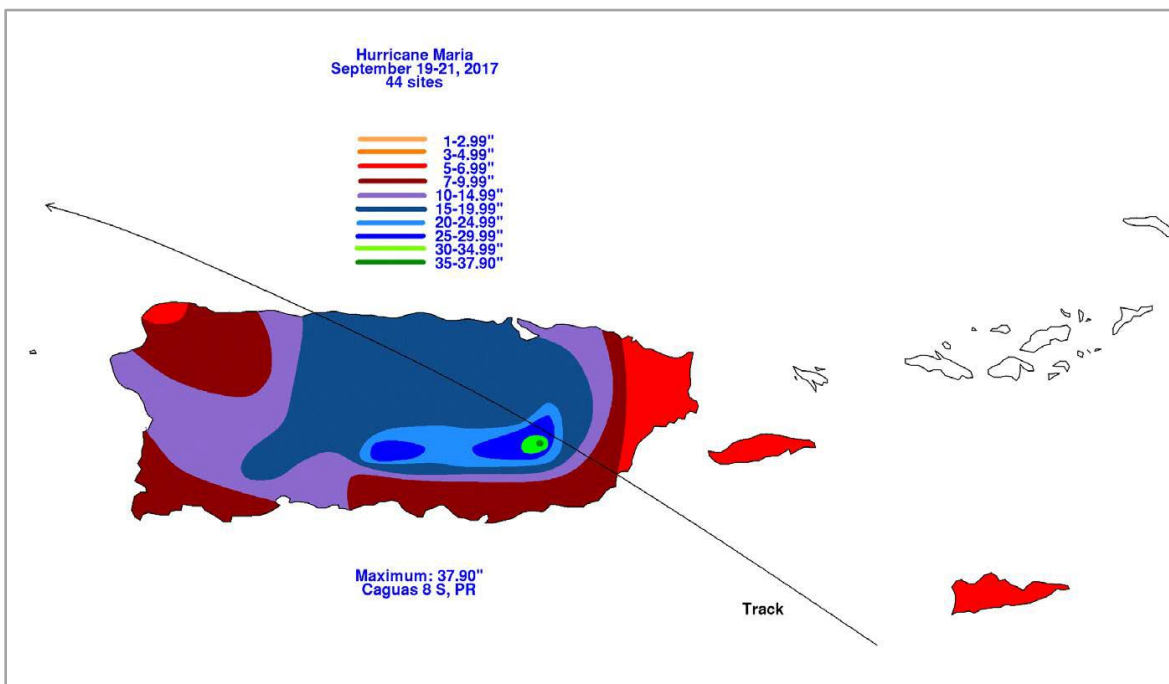 Hurricane Maria
September 19-21, 2017
44 sites
1-2.99"
3-4.99"
5-6.99"
7-9.99"
10-14.99"
15-19.99"
20-24.99"
25-29.99"
30-34.99"
35-37.90"
Maximum: 37.90"
Caguas 8 S, PR
Track